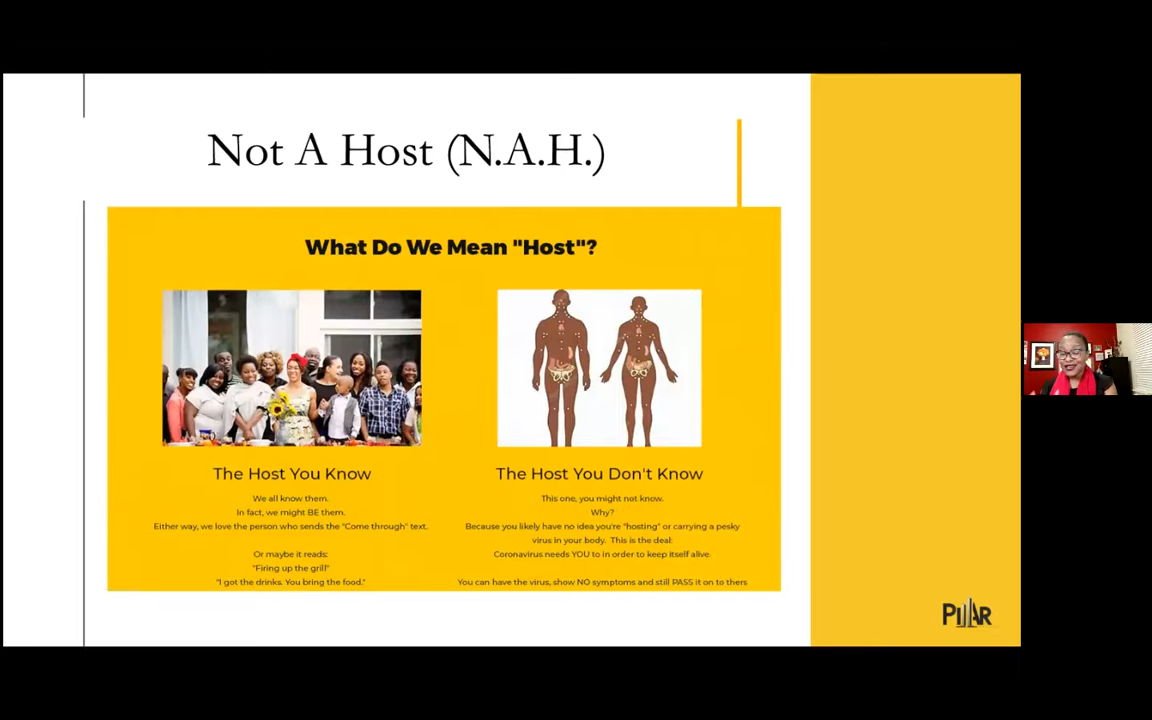 Not A Host (N.A.H.)
What Do We Mean "Host"?
The Host You Know
We all know them.
In fact, we might BE them.
Either way, we love the person who sends the "Come through" text.
Or maybe it reads:
"Firing up the grill"
"I got the drinks. You bring the food."
The Host You Don't Know
This one, you might not know.
Why?
Because you likely have no idea you're "hosting" or carrying a pesky
virus in your body. This is the deal:
Coronavirus needs YOU to in order to keep itself alive.
You can have the virus, show NO symptoms and still PASS it on to thers
PILLAR